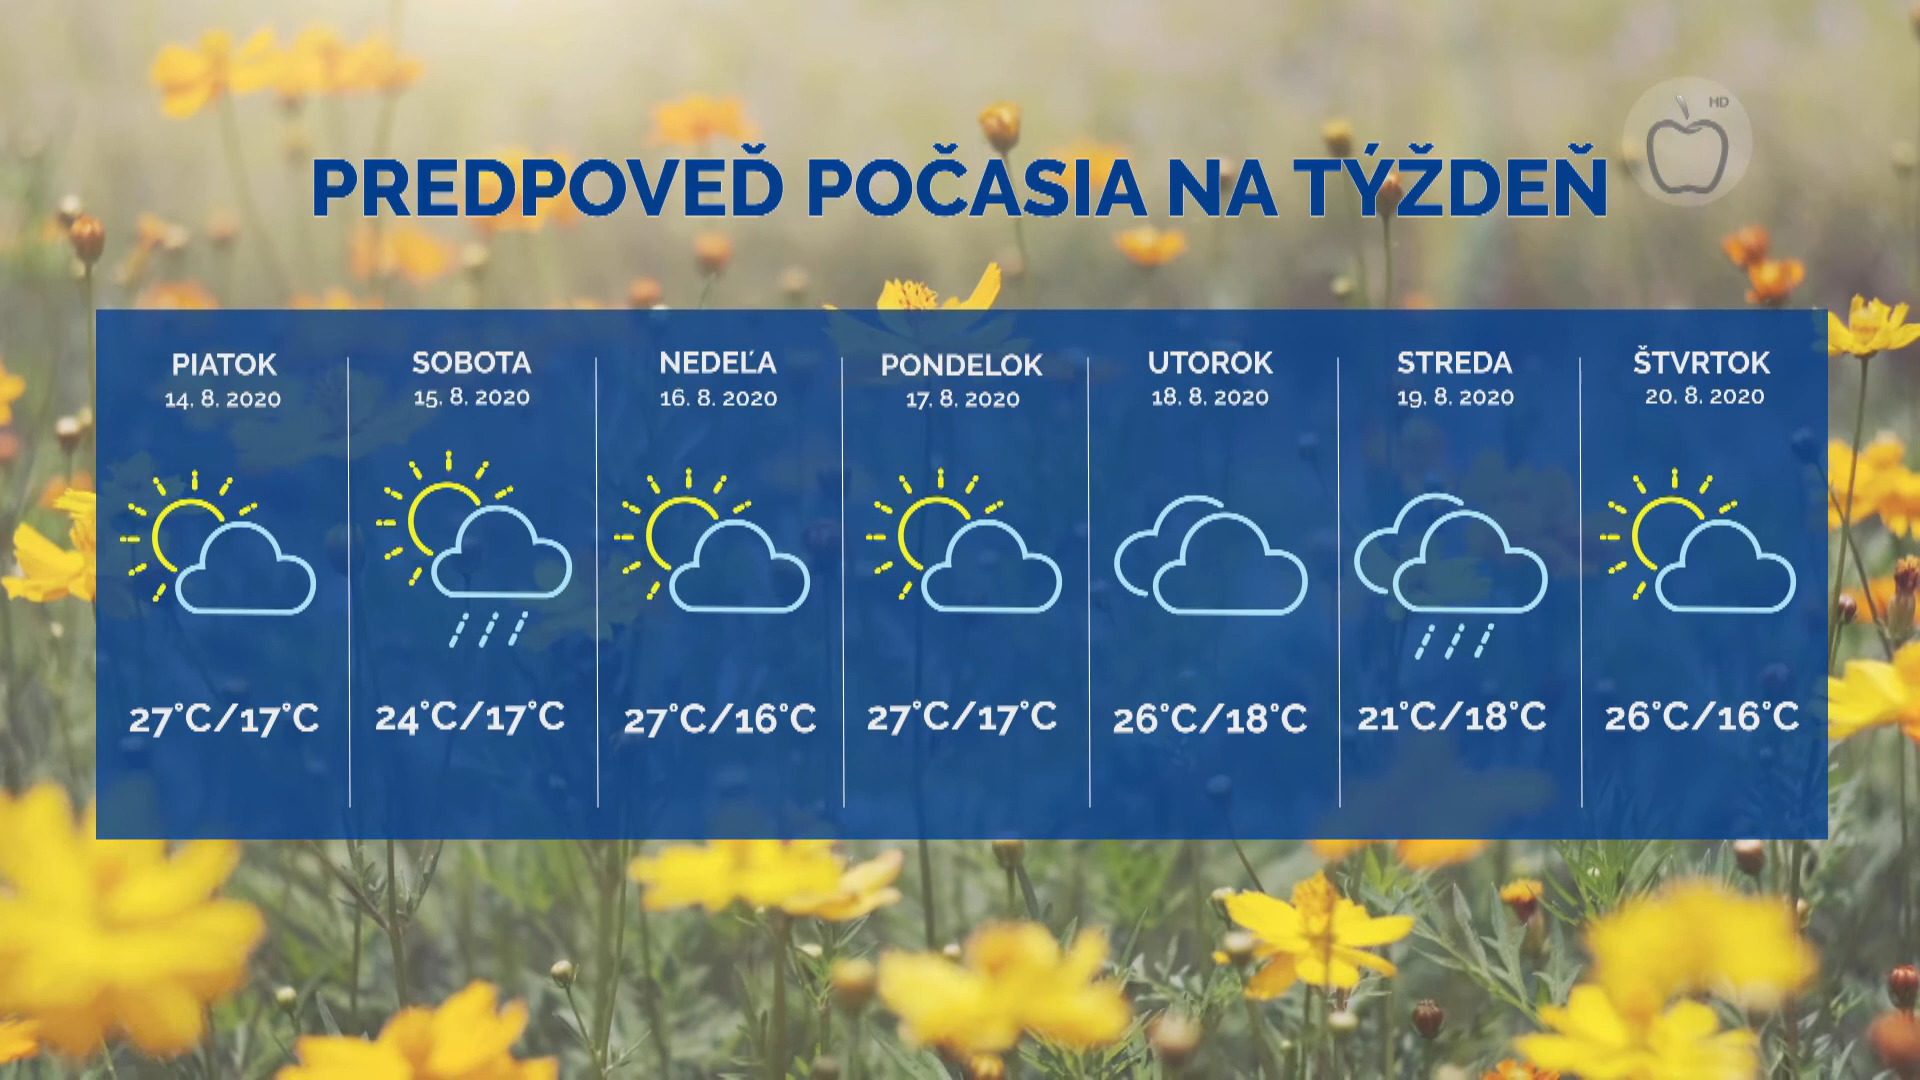 HD
PREDPOVEĎ POČASIA NA TÝŽDEŇ
PIATOK
14. 8. 2020
27°C/17°C
SOBOTA
15. 8. 2020
24°C/17°C
NEDEĽA
16. 8. 2020
27°C/16°C
PONDELOK
17. 8. 2020
27°C/17°C
UTOROK
18. 8. 2020
26°C/18°C
STREDA
19. 8. 2020
21°C/18°C
ŠTVRTOK
20. 8. 2020
26°C/16°C